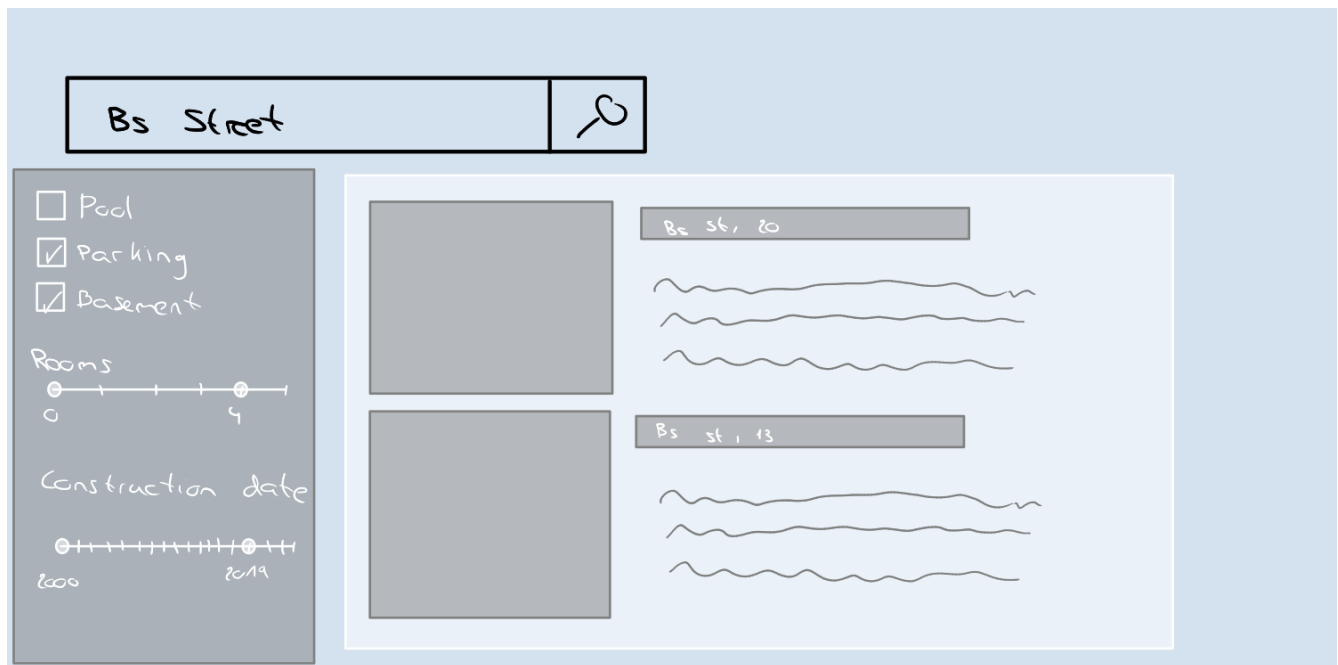 Bs Street
Pool
Parking
Basement
Rooms
0 4
Construction date
2000 2019
Bs st, 20
Bs st, 13